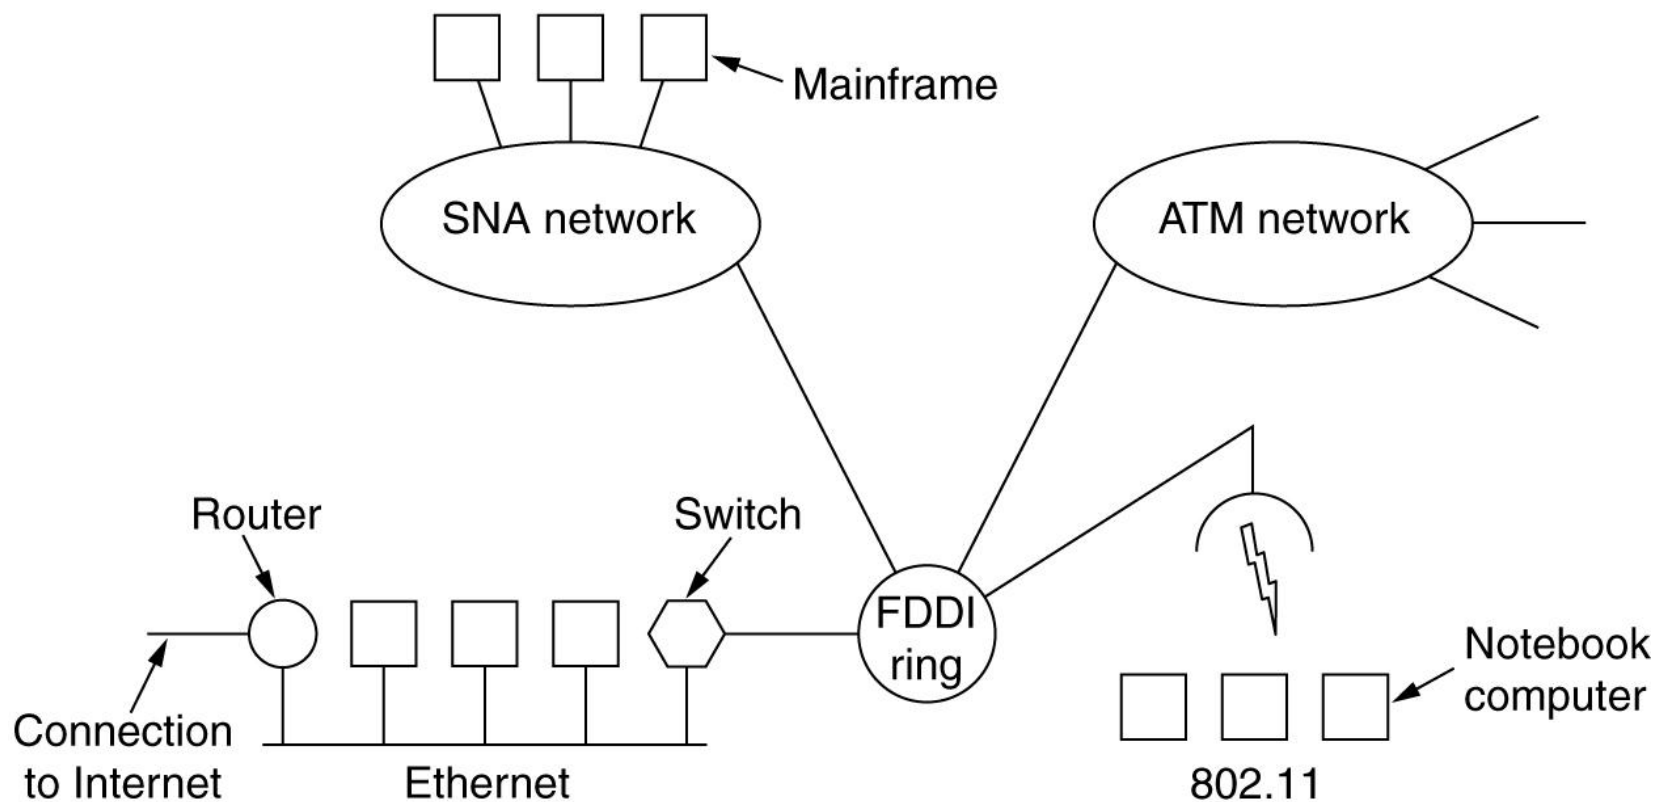 Mainframe
SNA network
ATM network
Router
Switch
FDDI
ring
Notebook
computer
Connection
to Internet
Ethernet
802.11